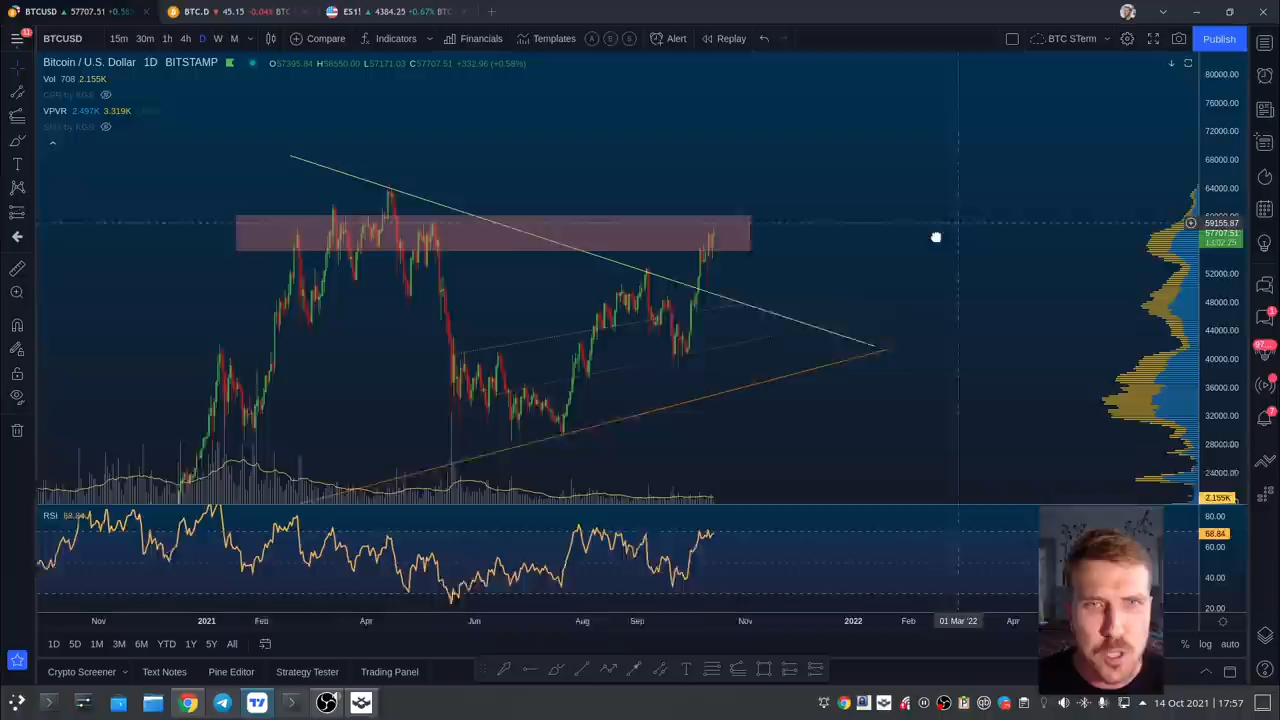 BTCUSD ▲ 57707.51 +0.58%
BTC.D ▼ 45.15 -0.04% BTC
ES1! ▲ 4384.25 +0.67% BTC
11
BTCUSD
15m 30m 1h 4h D W M
Compare
Indicators
Financials
Templates
Alert
Replay
BTC STerm
Publish
Bitcoin / U.S. Dollar 1D BITSTAMP
O57395.84 H58550.00 L57171.03 C57707.51 +332.96 (+0.58%)
Vol 708 2.155K
CPR by KGS
VPVR 2.497K 3.319K
80000.00
76000.00
72000.00
68000.00
64000.00
59155.87
57707.51
52000.00
48000.00
44000.00
40000.00
36000.00
32000.00
28000.00
24000.00
2.155K
RSI 68.84
80.00
68.84
60.00
40.00
20.00
Nov 2021 Feb Apr Jun Aug Sep Nov 2022 Feb 01 Mar '22 Apr
1D 5D 1M 3M 6M YTD 1Y 5Y All
% log auto
Crypto Screener
Text Notes
Pine Editor
Strategy Tester
Trading Panel
14 Oct 2021
17:57